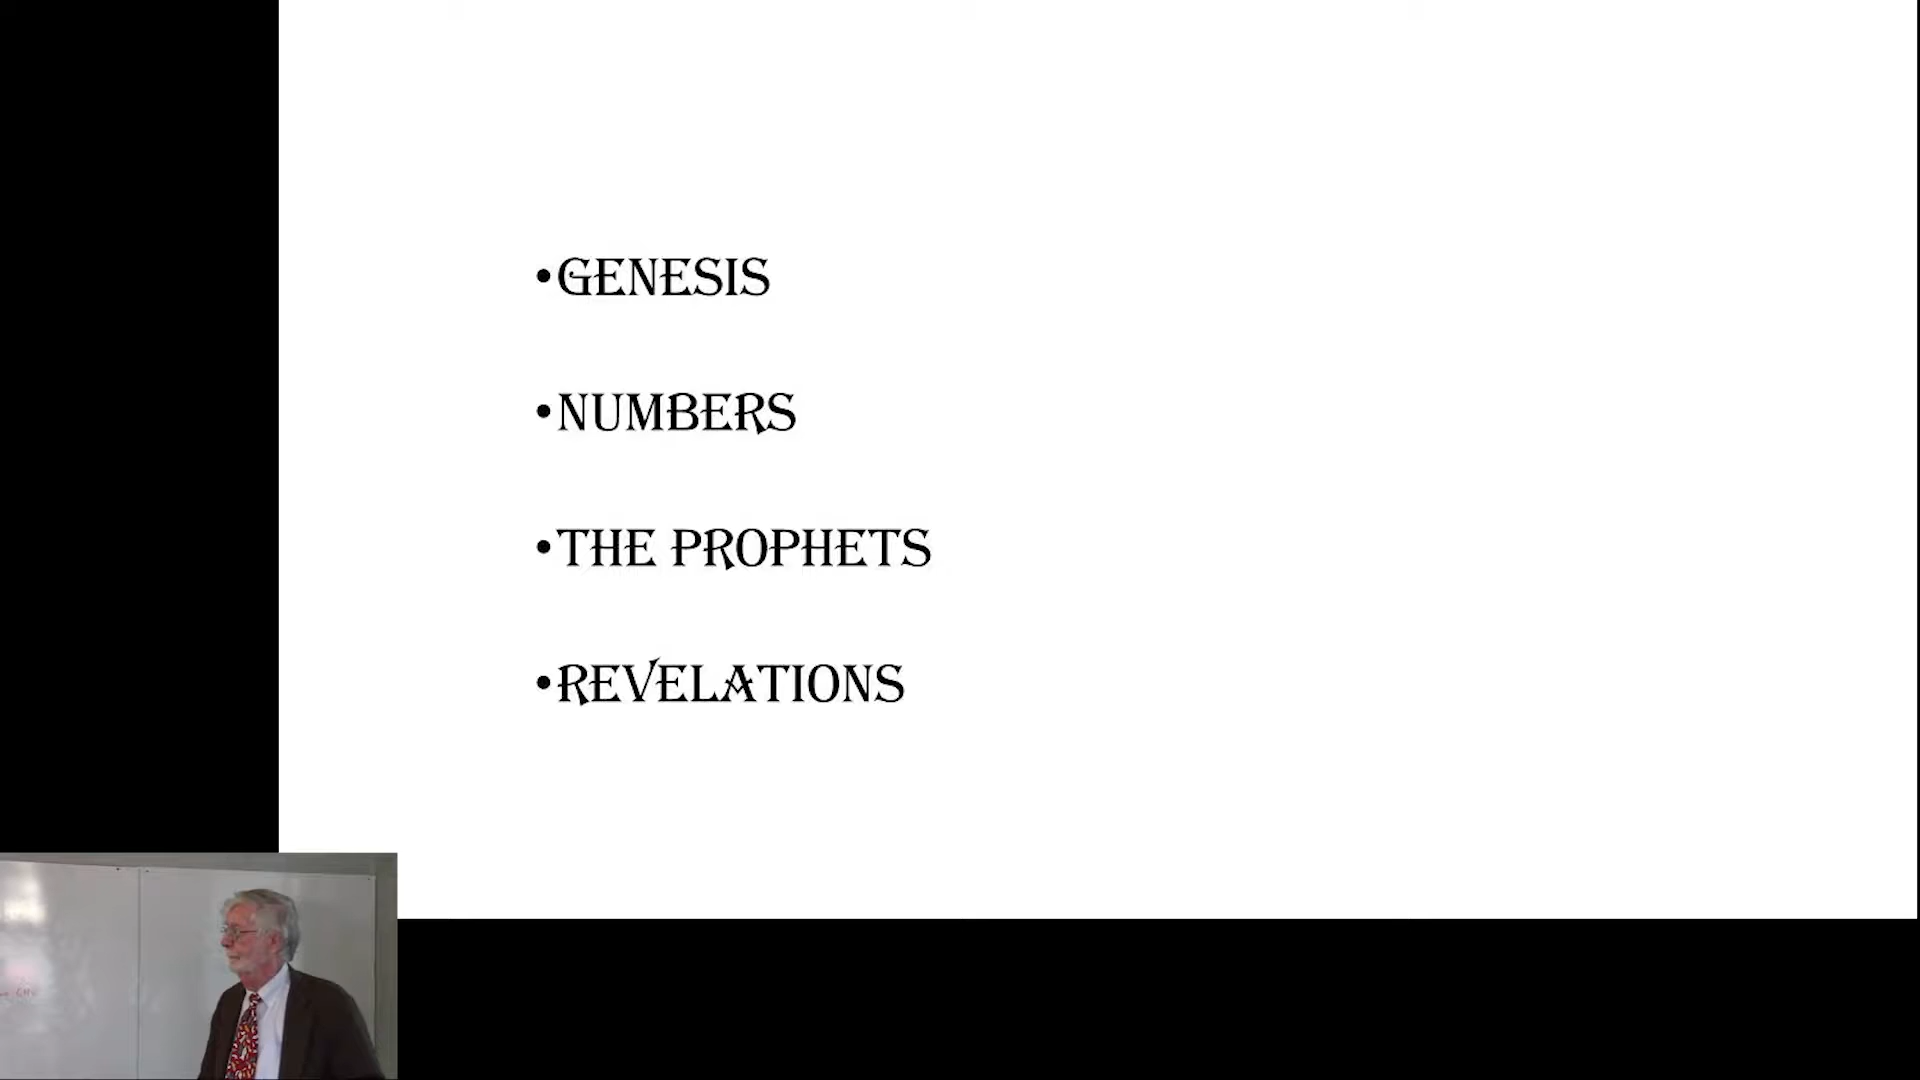 •GENESIS
•NUMBERS
•THE PROPHETS
•REVELATIONS